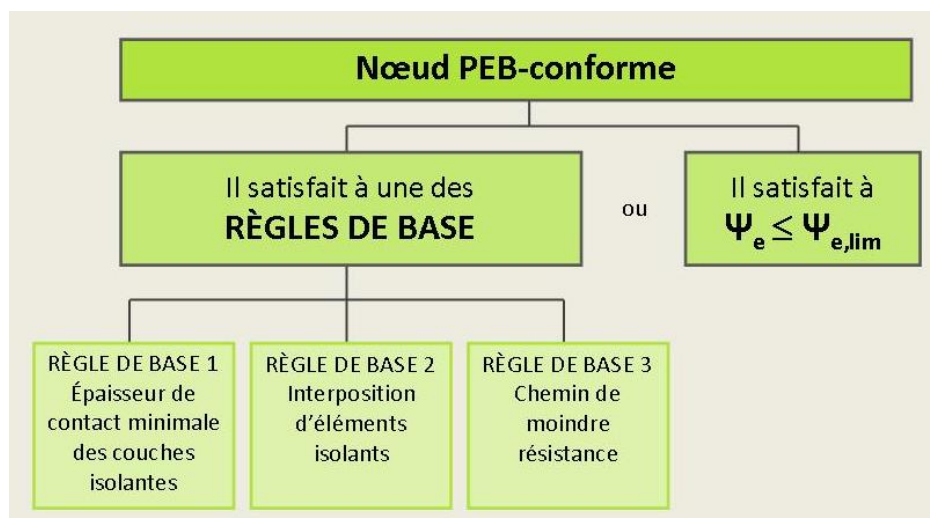 Nœud PEB-conforme
Il satisfait à une des
RÈGLES DE BASE
ou
Il satisfait à
Ψe ≤ Ψe,lim
RÈGLE DE BASE 1
Épaisseur de
contact minimale
des couches
isolantes
RÈGLE DE BASE 2
Interposition
d'éléments
isolants
RÈGLE DE BASE 3
Chemin de
moindre
résistance